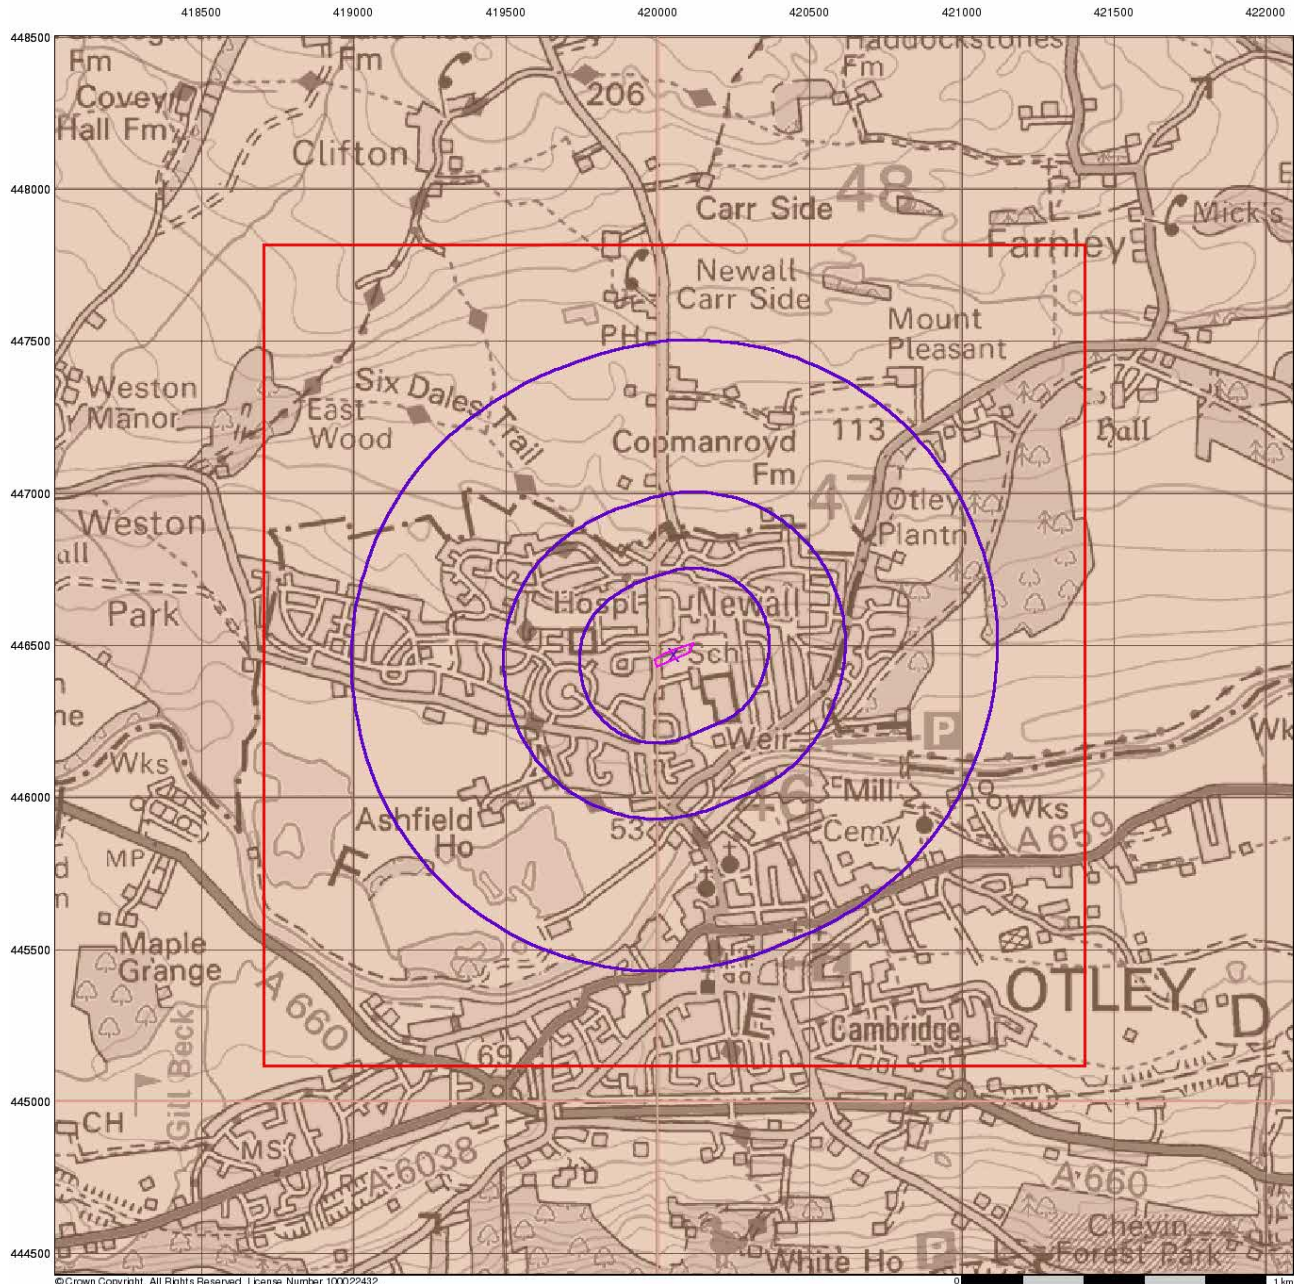 418500 419000 419500 420000 420500 421000 421500 422000
448500
448000
447500
447000
446500
446000
445500
445000
444500
Fm
Fm
Haddockstones
Fm
206
Covey
Hall Fm
Clifton
48
Carr Side
Mick's
Farnley
Newall
Carr Side
PH
Mount
Pleasant
Weston
Manor
Six Dales Trail
East
Wood
113
Hall
Copmanroyd
Fm
47
Otley
Plantn
Weston
all
Park
Hospl
Newall
Sch
P
ne
Wks
Weir
Wk
46
Mill
Wks
Ashfield
Ho
53
Cemy
A 659
MP
F
Maple
Grange
OTLEY
A 660
E
D
Cambridge
69
Gill Beck
CH
MS
A 6038
A 660
Chevin
Forest Park
P
White Ho
© Crown Copyright. All Rights Reserved. License Number 100022432
0 1 km